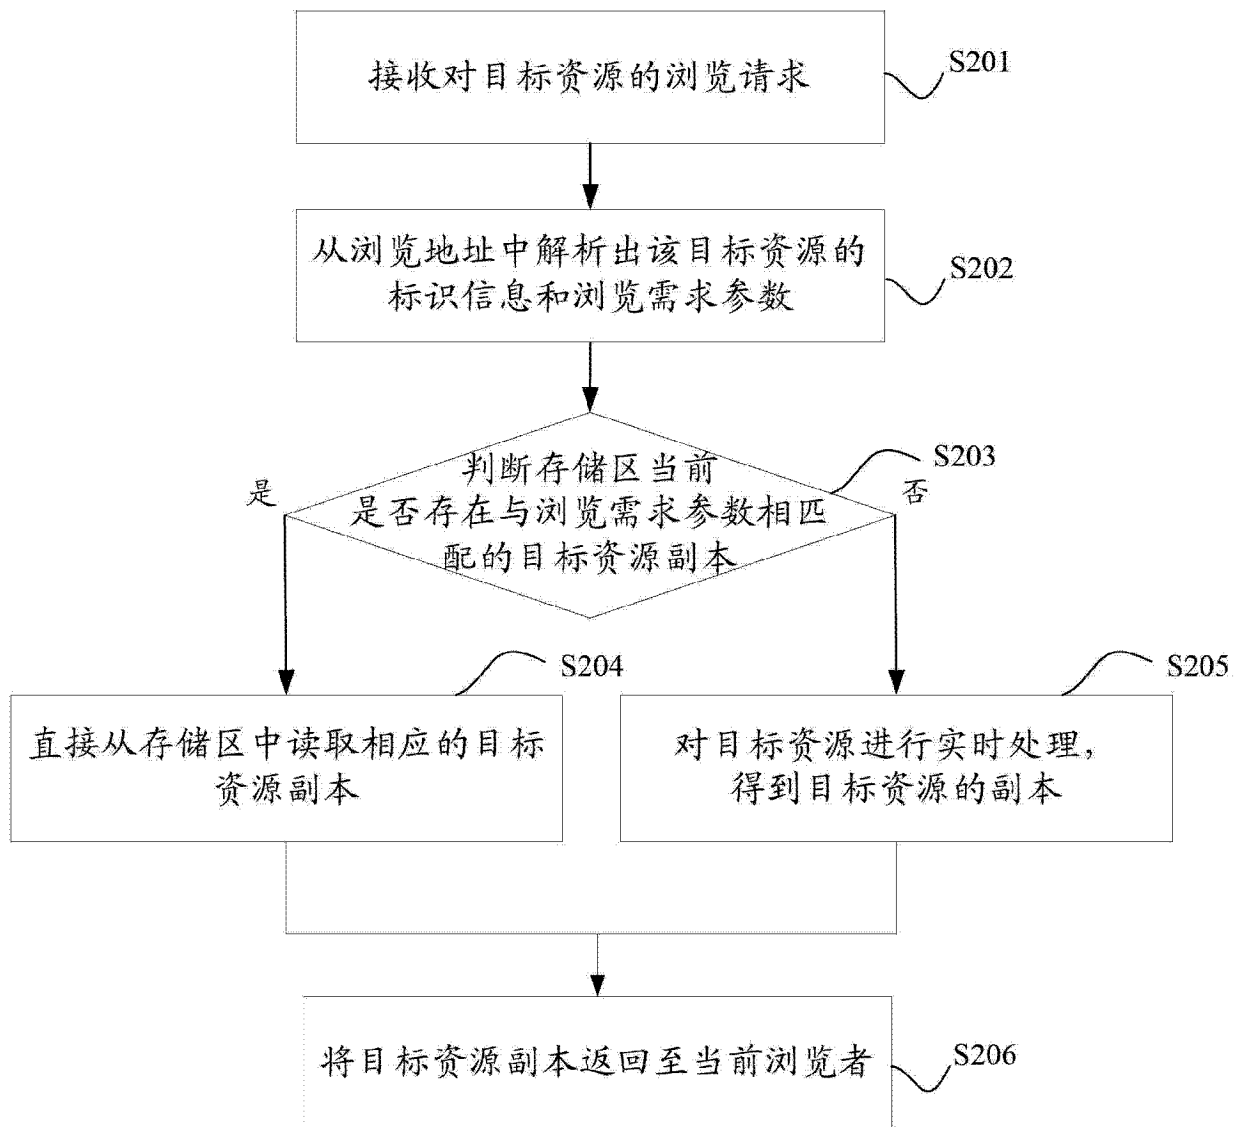 接收对目标资源的浏览请求
S201
从浏览地址中解析出该目标资源的
标识信息和浏览需求参数
S202
判断存储区当前
是否存在与浏览需求参数相匹
配的目标资源副本
S203
是
否
S204
直接从存储区中读取相应的目标
资源副本
S205
对目标资源进行实时处理,
得到目标资源的副本
将目标资源副本返回至当前浏览者
S206